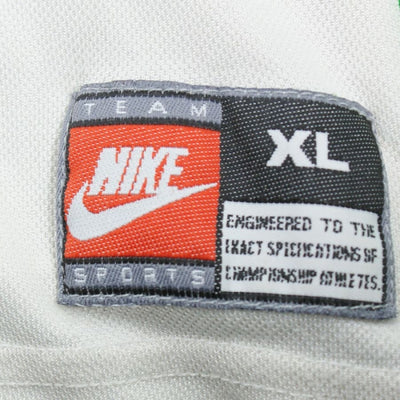 TEAM
NIKE
SPORTS
XL
ENGINEERED TO THE
EXACT SPECIFICATIONS OF
CHAMPIONSHIP ATHLETES.